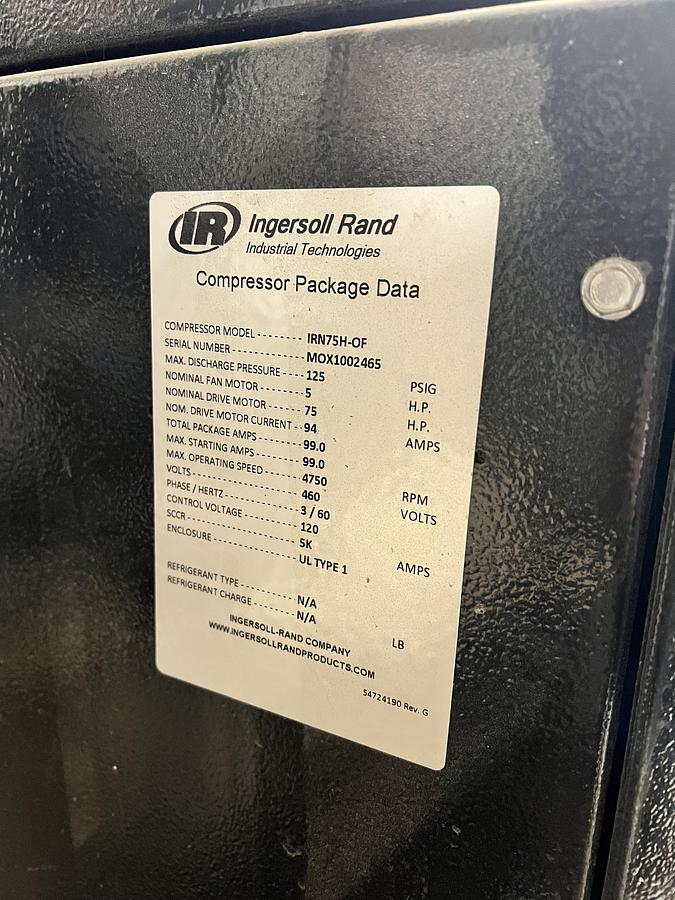 IR Ingersoll Rand
Industrial Technologies
Compressor Package Data
COMPRESSOR MODEL -------- IRN75H-OF
SERIAL NUMBER ------------- MOX1002465
MAX. DISCHARGE PRESSURE ---- 125 PSIG
NOMINAL FAN MOTOR -------- 5 H.P.
NOMINAL DRIVE MOTOR ------- 75 H.P.
NOM. DRIVE MOTOR CURRENT -- 94 AMPS
TOTAL PACKAGE AMPS -------- 99.0
MAX. STARTING AMPS --------- 99.0
MAX. OPERATING SPEED ------- 4750 RPM
VOLTS --------------------- 460 VOLTS
PHASE / HERTZ -------------- 3 / 60
CONTROL VOLTAGE ---------- 120
SCCR --------------------- 5K AMPS
ENCLOSURE ---------------- UL TYPE 1
REFRIGERANT TYPE ---------- N/A
REFRIGERANT CHARGE -------- N/A LB
INGERSOLL-RAND COMPANY
WWW.INGERSOLLRANDPRODUCTS.COM
54724190 Rev. G